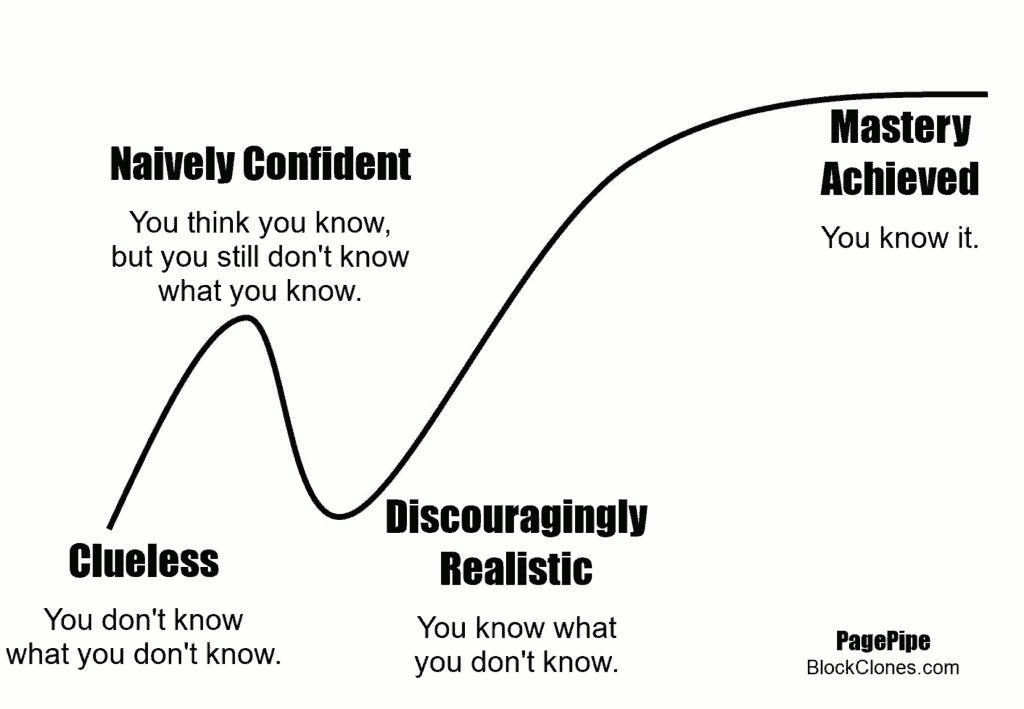 Naively Confident
You think you know,
but you still don't know
what you know.
Mastery
Achieved
You know it.
Clueless
You don't know
what you don't know.
Discouragingly
Realistic
You know what
you don't know.
PagePipe
BlockClones.com